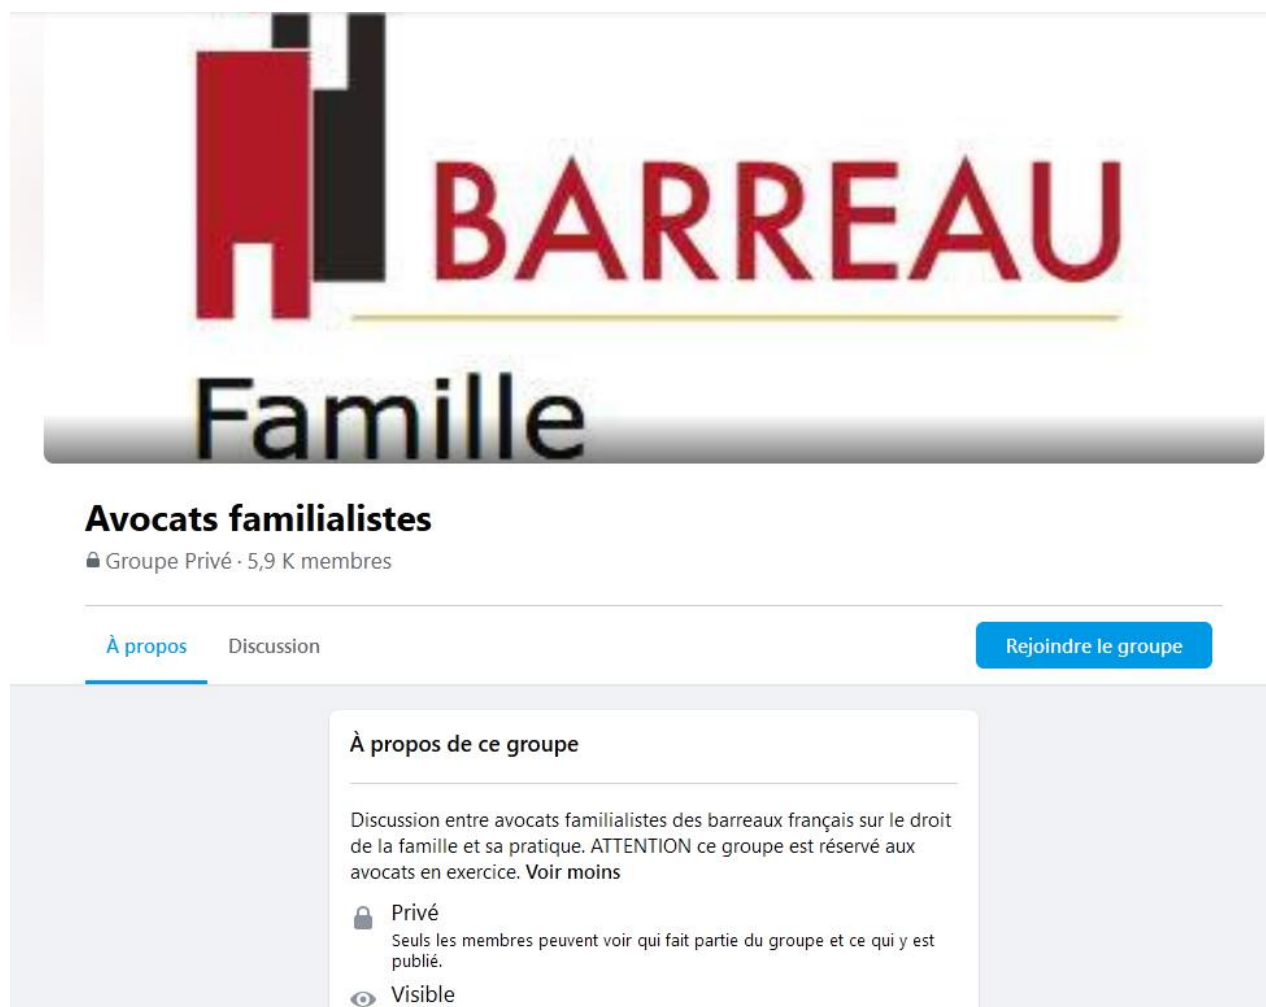 BARREAU
Famille
Avocats familialistes
Groupe Privé · 5,9 K membres
À propos
Discussion
Rejoindre le groupe
À propos de ce groupe
Discussion entre avocats familialistes des barreaux français sur le droit
de la famille et sa pratique. ATTENTION ce groupe est réservé aux
avocats en exercice. Voir moins
Privé
Seuls les membres peuvent voir qui fait partie du groupe et ce qui y est
publié.
Visible